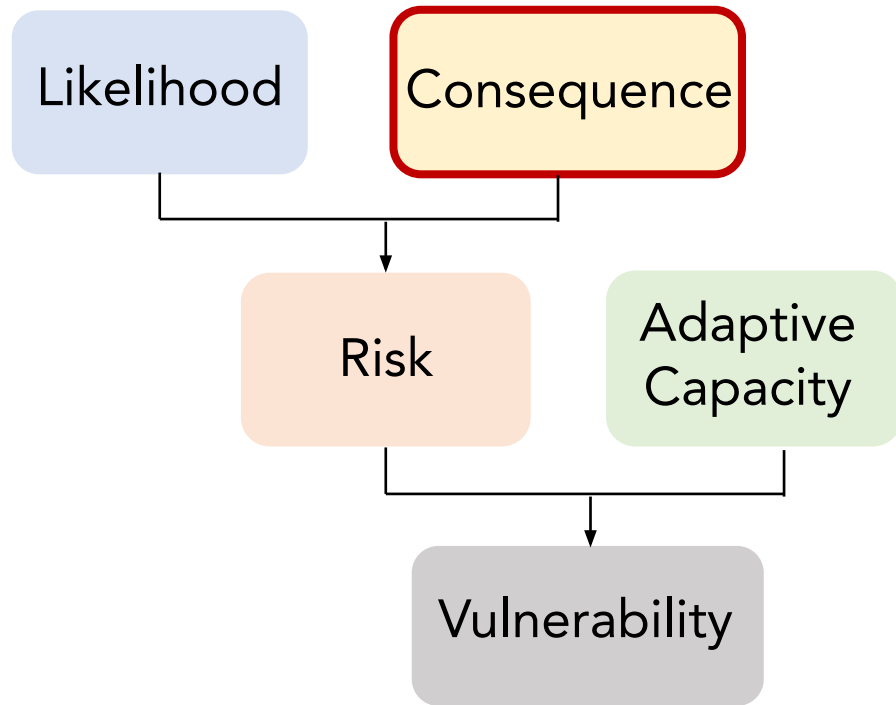 Likelihood
Consequence
Risk
Adaptive
Capacity
Vulnerability